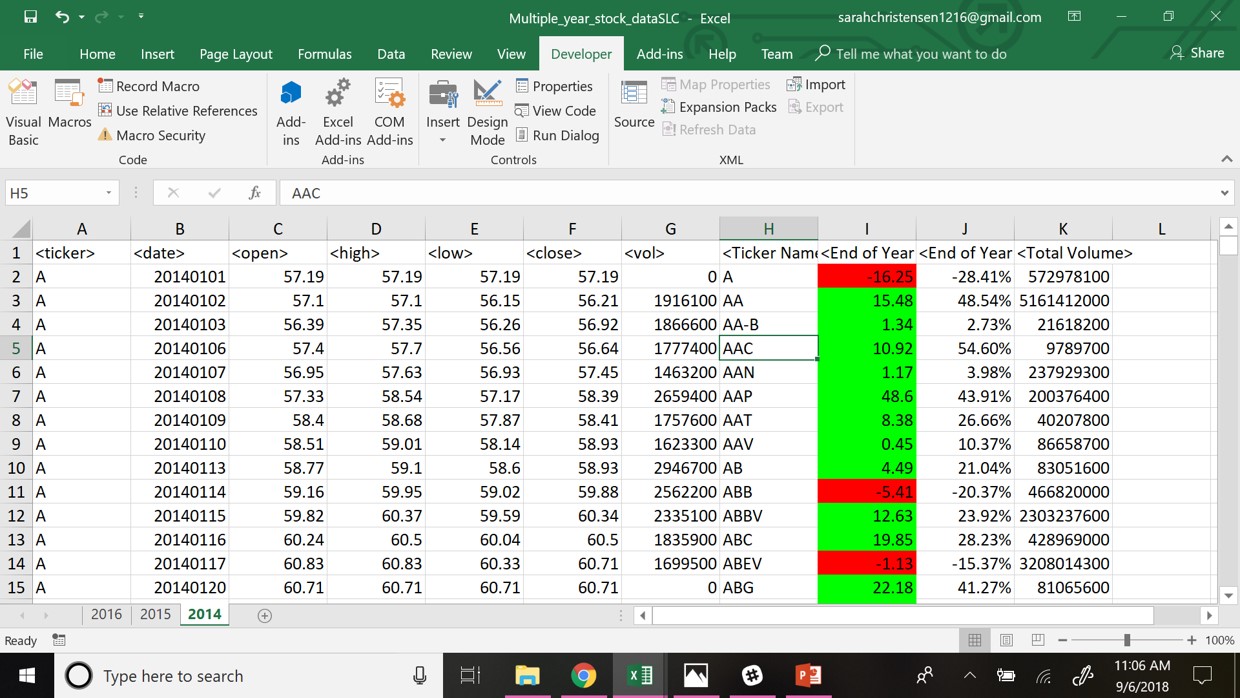 Multiple_year_stock_dataSLC - Excel
sarahchristensen1216@gmail.com
File Home Insert Page Layout Formulas Data Review View Developer Add-ins Help Team Tell me what you want to do Share
Visual Basic
Macros
Record Macro
Use Relative References
Macro Security
Code
Add-ins
Excel Add-ins
COM Add-ins
Add-ins
Insert
Design Mode
Properties
View Code
Run Dialog
Controls
Source
Map Properties
Expansion Packs
Refresh Data
Import
Export
XML
H5 fx AAC
A B C D E F G H I J K L
1 <ticker> <date> <open> <high> <low> <close> <vol> <Ticker Name <End of Year <End of Year <Total Volume>
2 A 20140101 57.19 57.19 57.19 57.19 0 A -16.25 -28.41% 572978100
3 A 20140102 57.1 57.1 56.15 56.21 1916100 AA 15.48 48.54% 5161412000
4 A 20140103 56.39 57.35 56.26 56.92 1866600 AA-B 1.34 2.73% 21618200
5 A 20140106 57.4 57.7 56.56 56.64 1777400 AAC 10.92 54.60% 9789700
6 A 20140107 56.95 57.63 56.93 57.45 1463200 AAN 1.17 3.98% 237929300
7 A 20140108 57.33 58.54 57.17 58.39 2659400 AAP 48.6 43.91% 200376400
8 A 20140109 58.4 58.68 57.87 58.41 1757600 AAT 8.38 26.66% 40207800
9 A 20140110 58.51 59.01 58.14 58.93 1623300 AAV 0.45 10.37% 86658700
10 A 20140113 58.77 59.1 58.6 58.93 2946700 AB 4.49 21.04% 83051600
11 A 20140114 59.16 59.95 59.02 59.88 2562200 ABB -5.41 -20.37% 466820000
12 A 20140115 59.82 60.37 59.59 60.34 2335100 ABBV 12.63 23.92% 2303237600
13 A 20140116 60.24 60.5 60.04 60.5 1835900 ABC 19.85 28.23% 428969000
14 A 20140117 60.83 60.83 60.33 60.71 1699500 ABEV -1.13 -15.37% 3208014300
15 A 20140120 60.71 60.71 60.71 60.71 0 ABG 22.18 41.27% 81065600
2016 2015 2014
Ready 100%
Type here to search
11:06 AM
9/6/2018